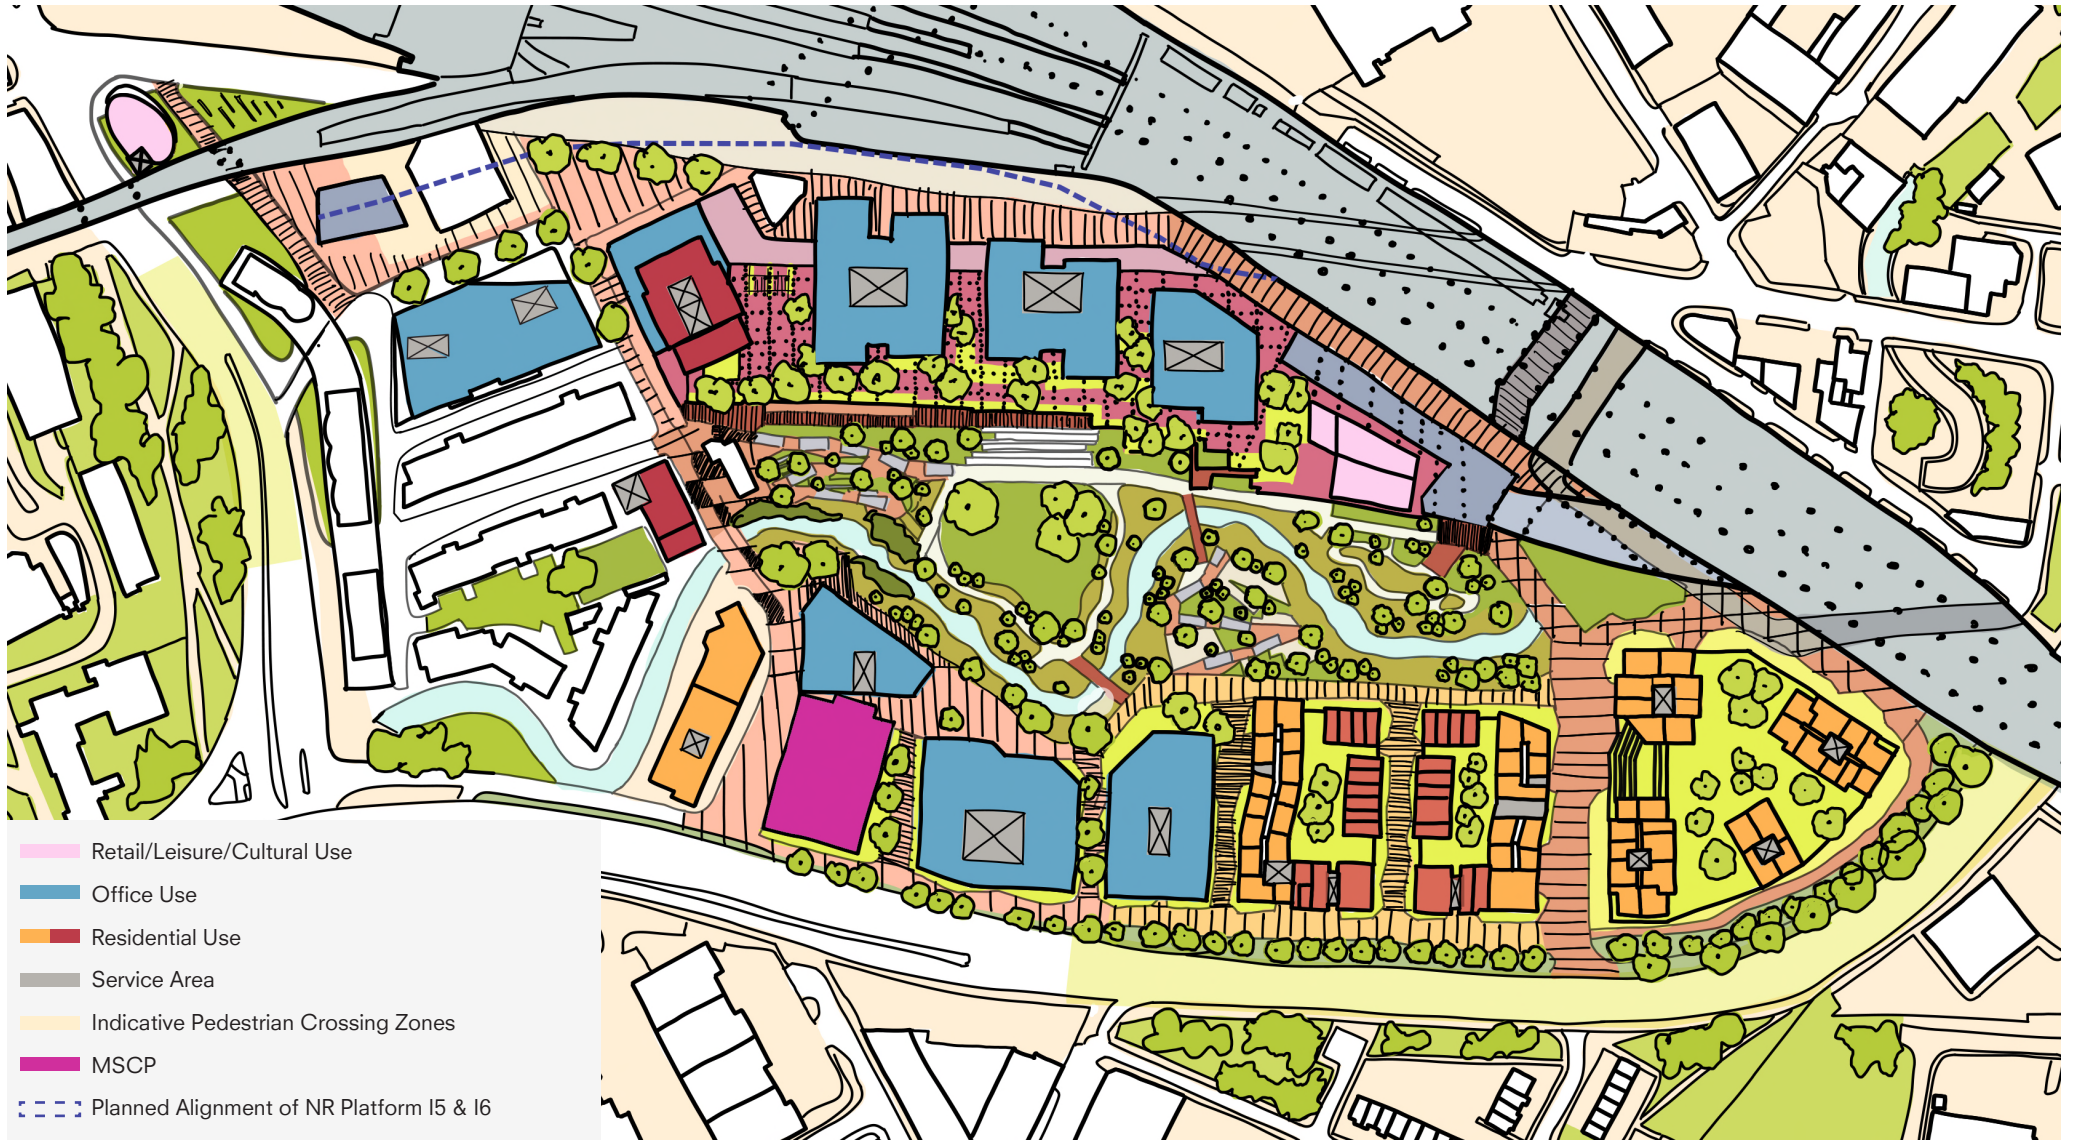 Retail/Leisure/Cultural Use
Office Use
Residential Use
Service Area
Indicative Pedestrian Crossing Zones
MSCP
Planned Alignment of NR Platform I5 & I6